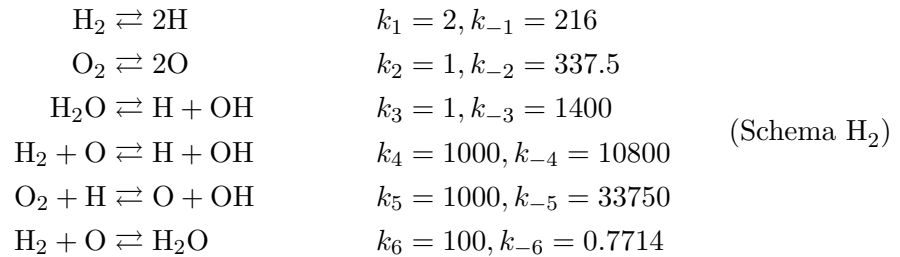 H₂ ⇄ 2H k₁ = 2, k₋₁ = 216
O₂ ⇄ 2O k₂ = 1, k₋₂ = 337.5
H₂O ⇄ H + OH k₃ = 1, k₋₃ = 1400
H₂ + O ⇄ H + OH k₄ = 1000, k₋₄ = 10800
O₂ + H ⇄ O + OH k₅ = 1000, k₋₅ = 33750
H₂ + O ⇄ H₂O k₆ = 100, k₋₆ = 0.7714
(Schema H₂)